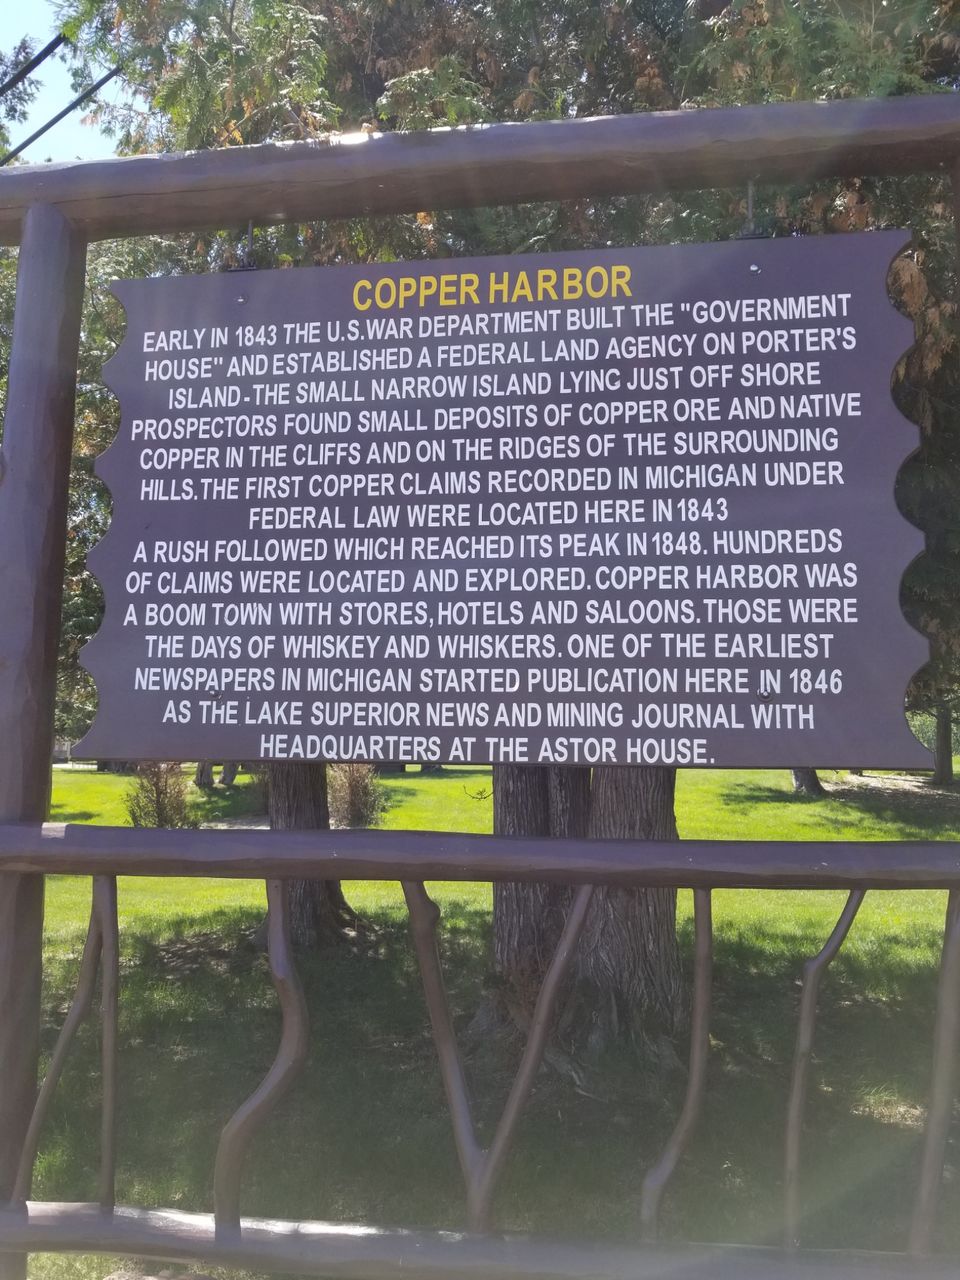 COPPER HARBOR
EARLY IN 1843 THE U.S.WAR DEPARTMENT BUILT THE "GOVERNMENT
HOUSE" AND ESTABLISHED A FEDERAL LAND AGENCY ON PORTER'S
ISLAND - THE SMALL NARROW ISLAND LYINC JUST OFF SHORE
PROSPECTORS FOUND SMALL DEPOSITS OF COPPER ORE AND NATIVE
COPPER IN THE CLIFFS AND ON THE RIDGES OF THE SURROUNDING
HILLS. THE FIRST COPPER CLAIMS RECORDED IN MICHIGAN UNDER
FEDERAL LAW WERE LOCATED HERE IN 1843
A RUSH FOLLOWED WHICH REACHED ITS PEAK IN 1848. HUNDREDS
OF CLAIMS WERE LOCATED AND EXPLORED. COPPER HARBOR WAS
A BOOM TOWN WITH STORES, HOTELS AND SALOONS. THOSE WERE
THE DAYS OF WHISKEY AND WHISKERS. ONE OF THE EARLIEST
NEWSPAPERS IN MICHIGAN STARTED PUBLICATION HERE IN 1846
AS THE LAKE SUPERIOR NEWS AND MINING JOURNAL WITH
HEADQUARTERS AT THE ASTOR HOUSE.